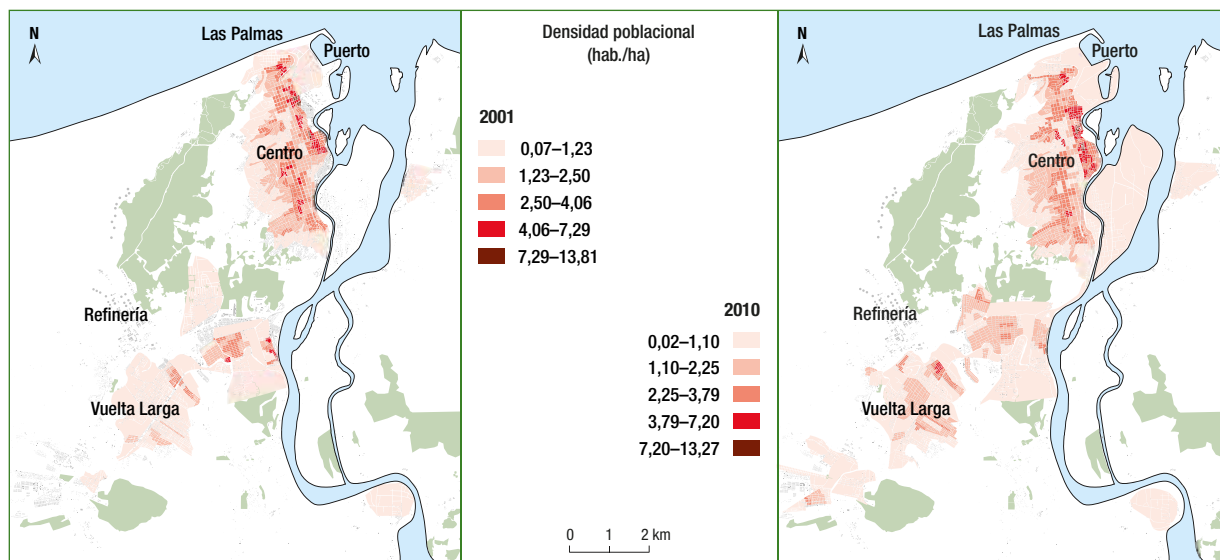 N
Las Palmas
Puerto
Centro
Refinería
Vuelta Larga
Densidad poblacional
(hab./ha)
2001
0,07–1,23
1,23–2,50
2,50–4,06
4,06–7,29
7,29–13,81
2010
0,02–1,10
1,10–2,25
2,25–3,79
3,79–7,20
7,20–13,27
0 1 2 km
N
Las Palmas
Puerto
Centro
Refinería
Vuelta Larga